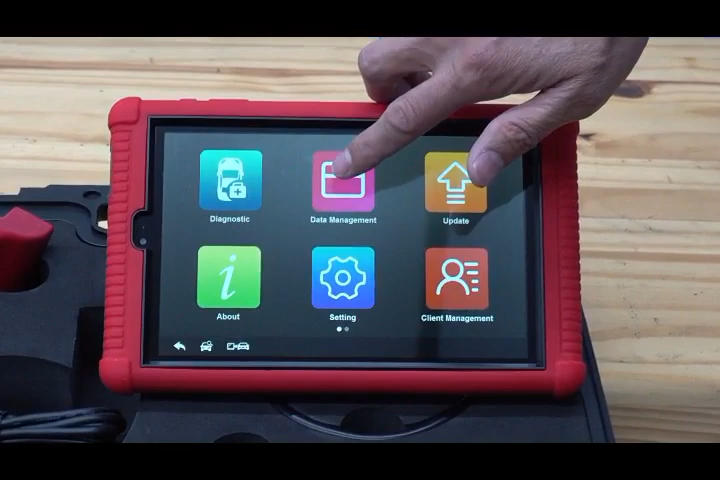 Diagnostic
Data Management
Update
About
Setting
Client Management